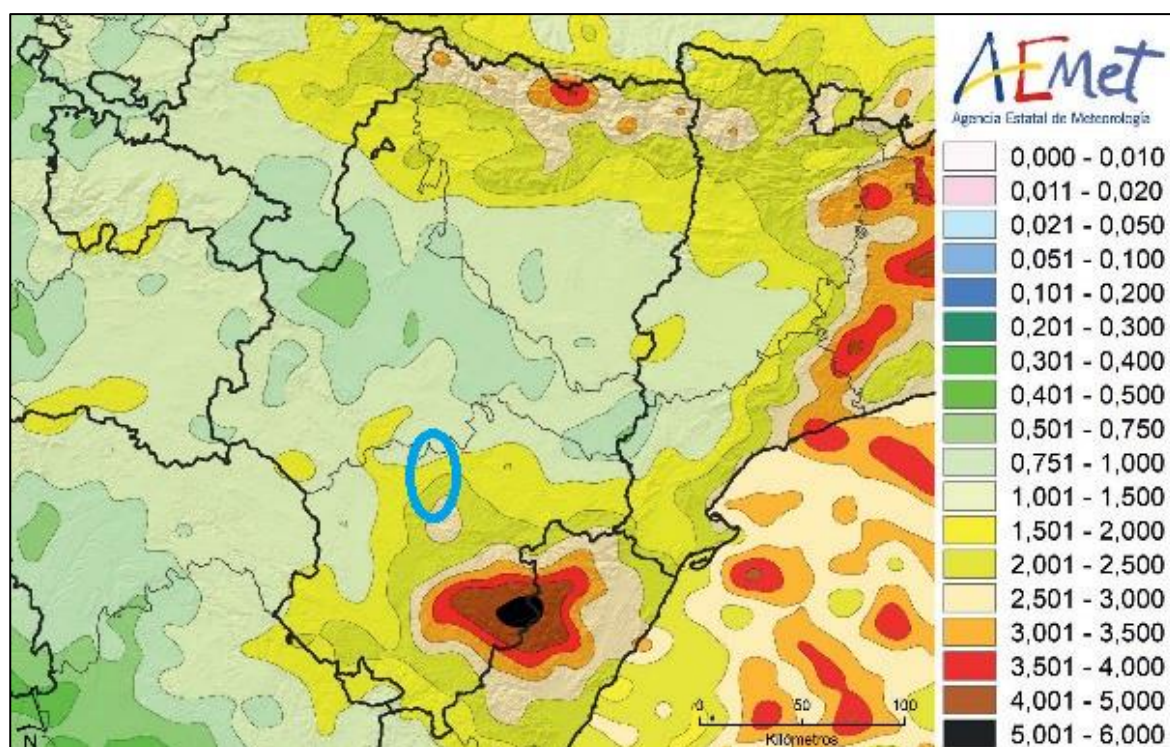 AEMet
Agencia Estatal de Meteorología
0,000 - 0,010
0,011 - 0,020
0,021 - 0,050
0,051 - 0,100
0,101 - 0,200
0,201 - 0,300
0,301 - 0,400
0,401 - 0,500
0,501 - 0,750
0,751 - 1,000
1,001 - 1,500
1,501 - 2,000
2,001 - 2,500
2,501 - 3,000
3,001 - 3,500
3,501 - 4,000
4,001 - 5,000
5,001 - 6,000
0 50 100
Kilómetros
N